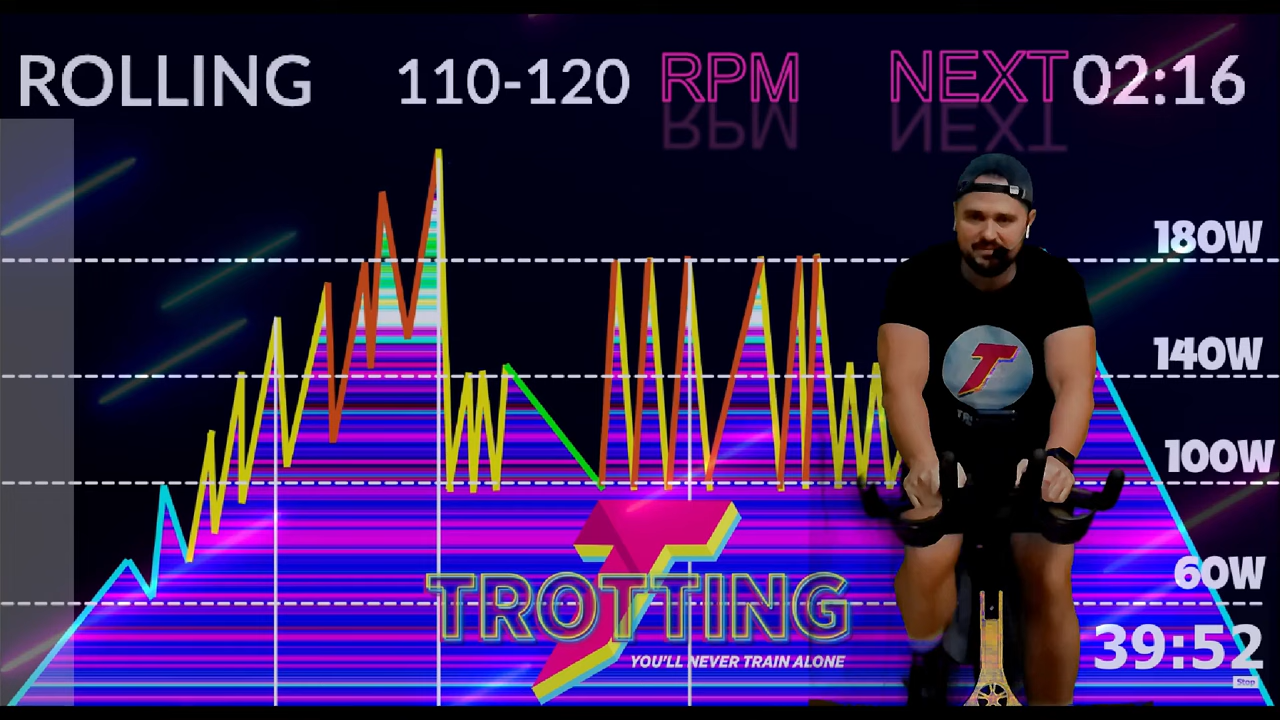 ROLLING 110-120 RPM NEXT 02:16
180W
140W
100W
60W
TROTTING
YOU'LL NEVER TRAIN ALONE
39:52
Stop